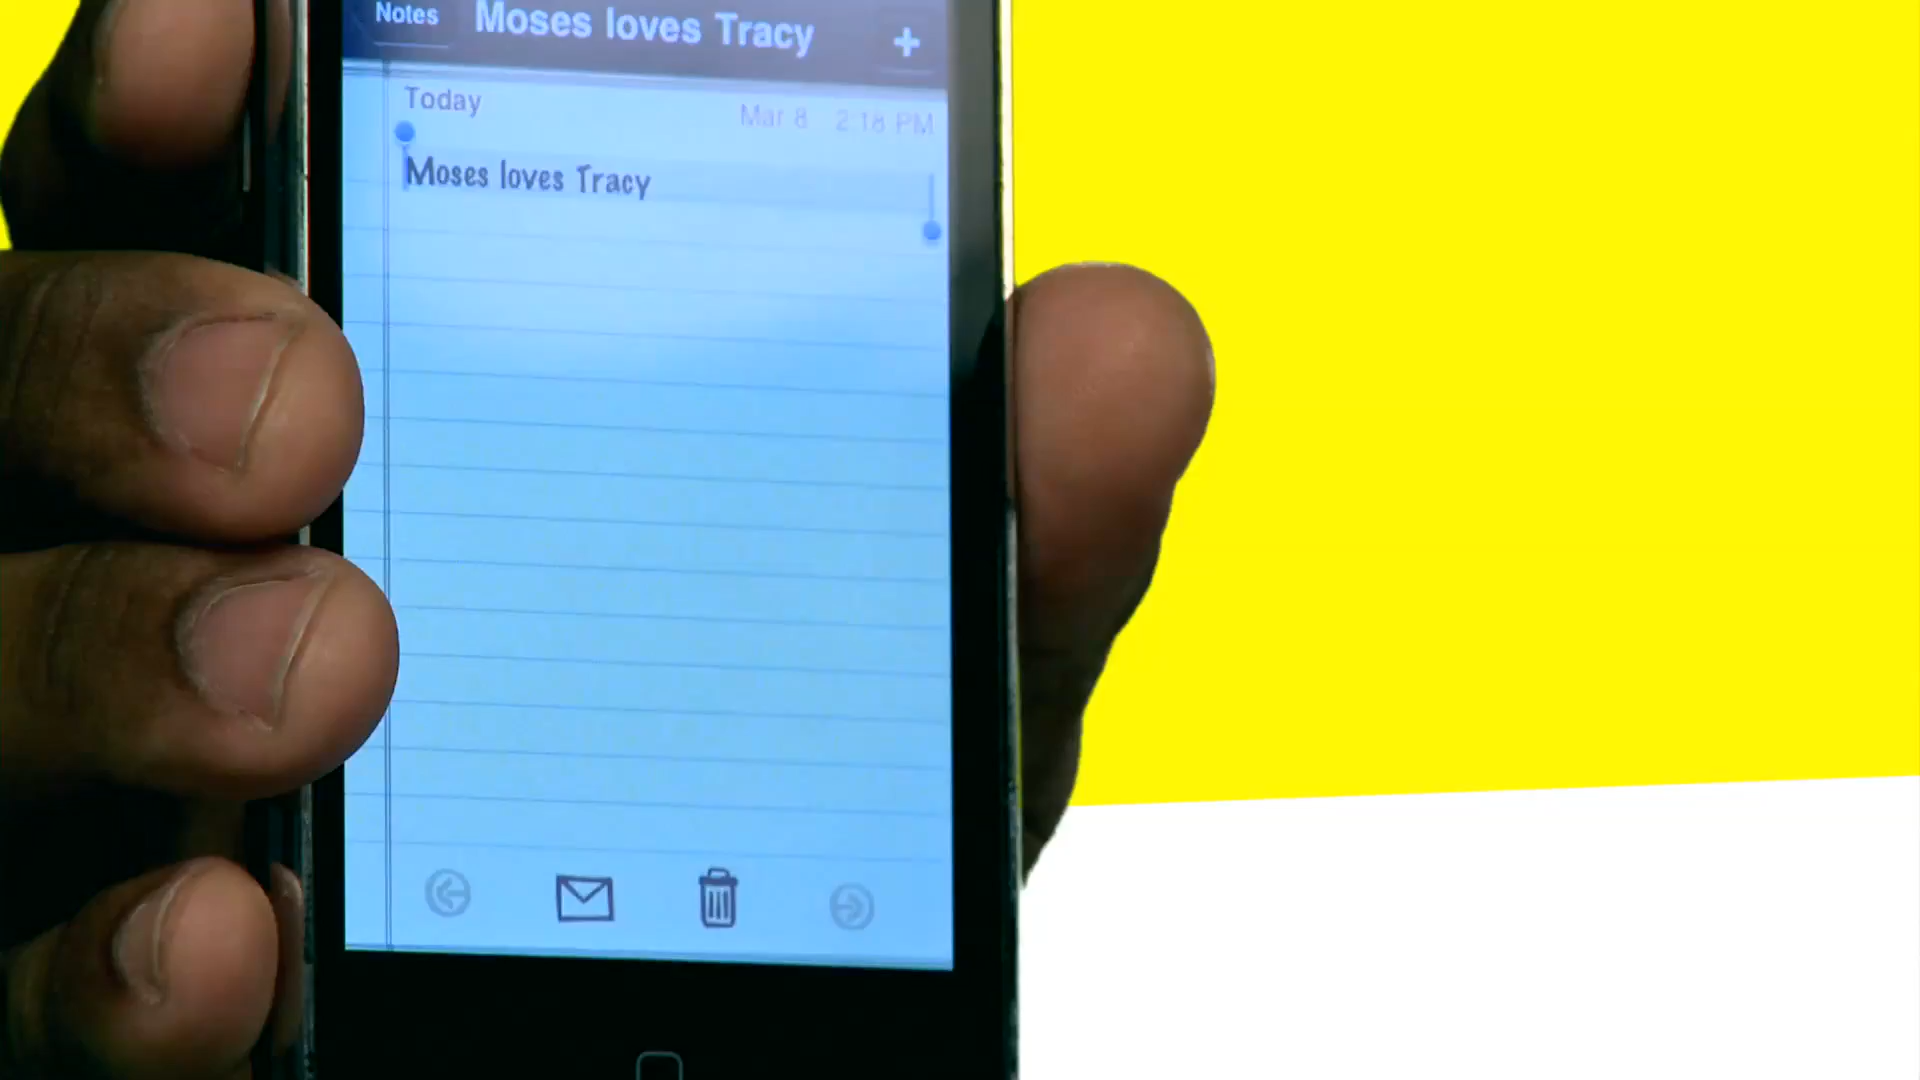 Notes Moses loves Tracy +
Today Mar 8 2:18 PM
Moses loves Tracy